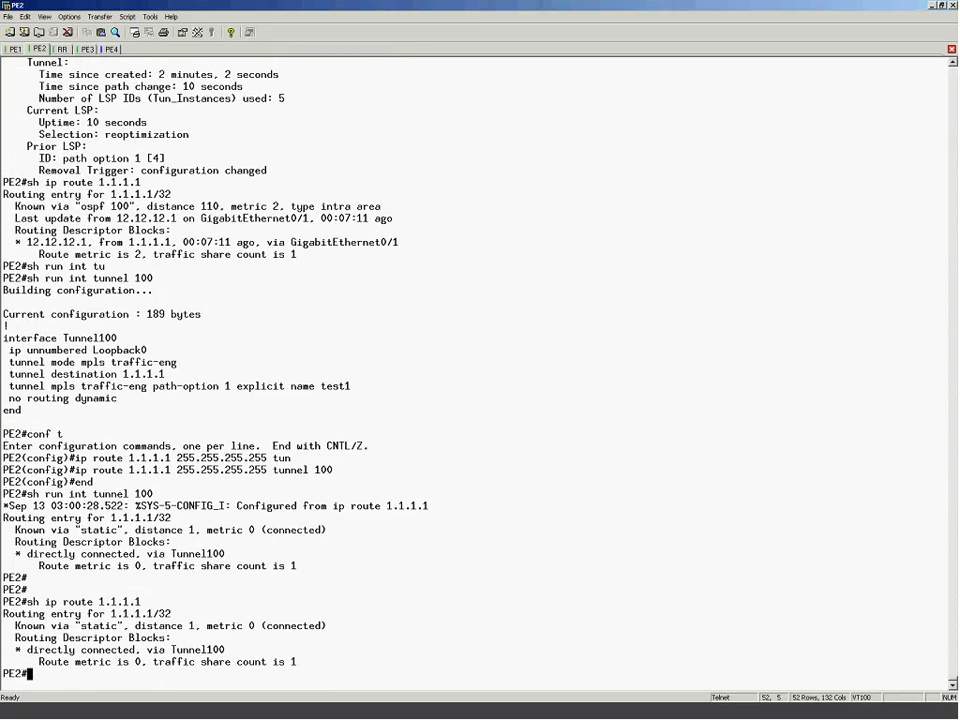 PE2
File Edit View Options Transfer Script Tools Help
PE1 PE2 RR PE3 PE4
Tunnel:
Time since created: 2 minutes, 2 seconds
Time since path change: 10 seconds
Number of LSP IDs (Tun_Instances) used: 5
Current LSP:
Uptime: 10 seconds
Selection: reoptimization
Prior LSP:
ID: path option 1 [4]
Removal Trigger: configuration changed
PE2#sh ip route 1.1.1.1
Routing entry for 1.1.1.1/32
Known via "ospf 100", distance 110, metric 2, type intra area
Last update from 12.12.12.1 on GigabitEthernet0/1, 00:07:11 ago
Routing Descriptor Blocks:
* 12.12.12.1, from 1.1.1.1, 00:07:11 ago, via GigabitEthernet0/1
Route metric is 2, traffic share count is 1
PE2#sh run int tu
PE2#sh run int tunnel 100
Building configuration...
Current configuration : 189 bytes
!
interface Tunnel100
ip unnumbered Loopback0
tunnel mode mpls traffic-eng
tunnel destination 1.1.1.1
tunnel mpls traffic-eng path-option 1 explicit name test1
no routing dynamic
end
PE2#conf t
Enter configuration commands, one per line. End with CNTL/Z.
PE2(config)#ip route 1.1.1.1 255.255.255.255 tun
PE2(config)#ip route 1.1.1.1 255.255.255.255 tunnel 100
PE2(config)#end
PE2#sh run int tunnel 100
*Sep 13 03:00:28.522: %SYS-5-CONFIG_I: Configured from ip route 1.1.1.1
Routing entry for 1.1.1.1/32
Known via "static", distance 1, metric 0 (connected)
Routing Descriptor Blocks:
* directly connected, via Tunnel100
Route metric is 0, traffic share count is 1
PE2#
PE2#
PE2#sh ip route 1.1.1.1
Routing entry for 1.1.1.1/32
Known via "static", distance 1, metric 0 (connected)
Routing Descriptor Blocks:
* directly connected, via Tunnel100
Route metric is 0, traffic share count is 1
PE2#
Ready Telnet 52, 5 52 Rows, 132 Cols VT100 NUM